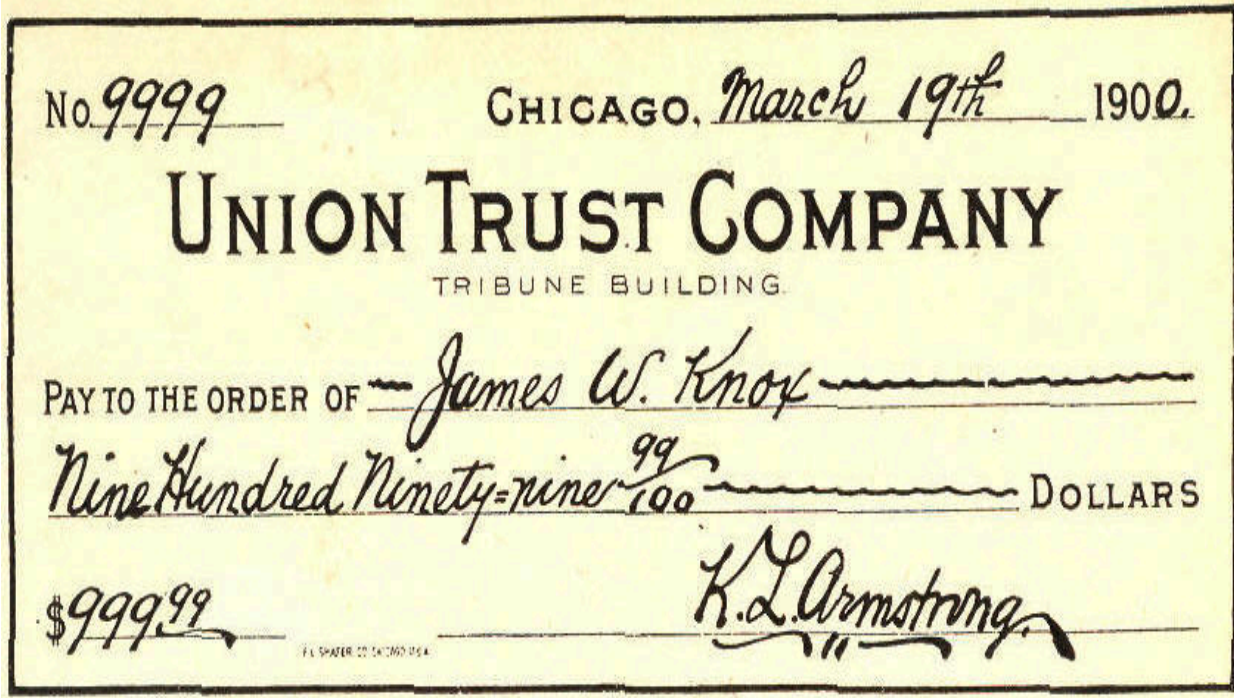 No. 9999 CHICAGO, March 19th 1900.
UNION TRUST COMPANY
TRIBUNE BUILDING.
PAY TO THE ORDER OF James W. Knox
Nine Hundred Ninety=nine 99/100 DOLLARS
$999.99 K. L. Armstrong.